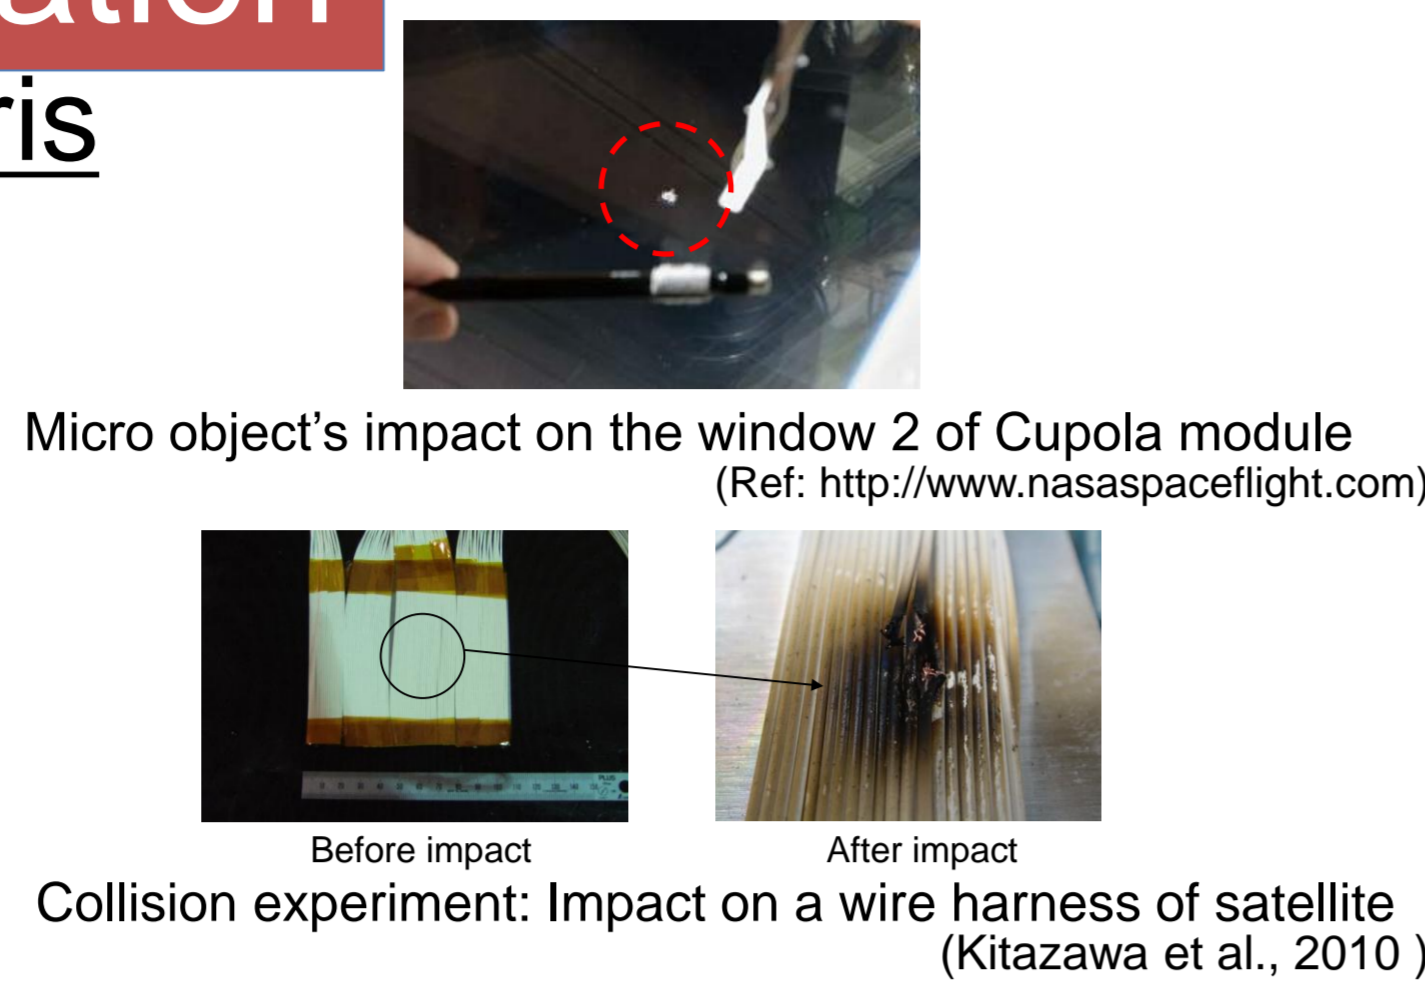 ation
ris
Micro object’s impact on the window 2 of Cupola module
(Ref: http://www.nasaspaceflight.com)
Before impact
After impact
Collision experiment: Impact on a wire harness of satellite
(Kitazawa et al., 2010 )